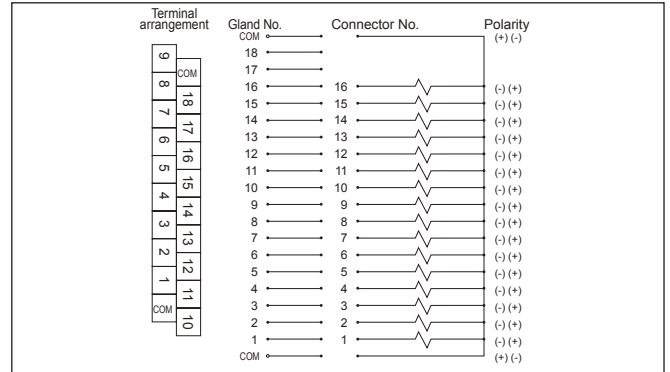 Terminal arrangement
Gland No. Connector No. Polarity
COM (+) (-)
18
17
16 16 (-) (+)
15 15 (-) (+)
14 14 (-) (+)
13 13 (-) (+)
12 12 (-) (+)
11 11 (-) (+)
10 10 (-) (+)
9 9 (-) (+)
8 8 (-) (+)
7 7 (-) (+)
6 6 (-) (+)
5 5 (-) (+)
4 4 (-) (+)
3 3 (-) (+)
2 2 (-) (+)
1 1 (-) (+)
COM (+) (-)
9
COM
8
18
7
17
6
16
5
15
4
14
3
13
2
12
1
11
COM
10